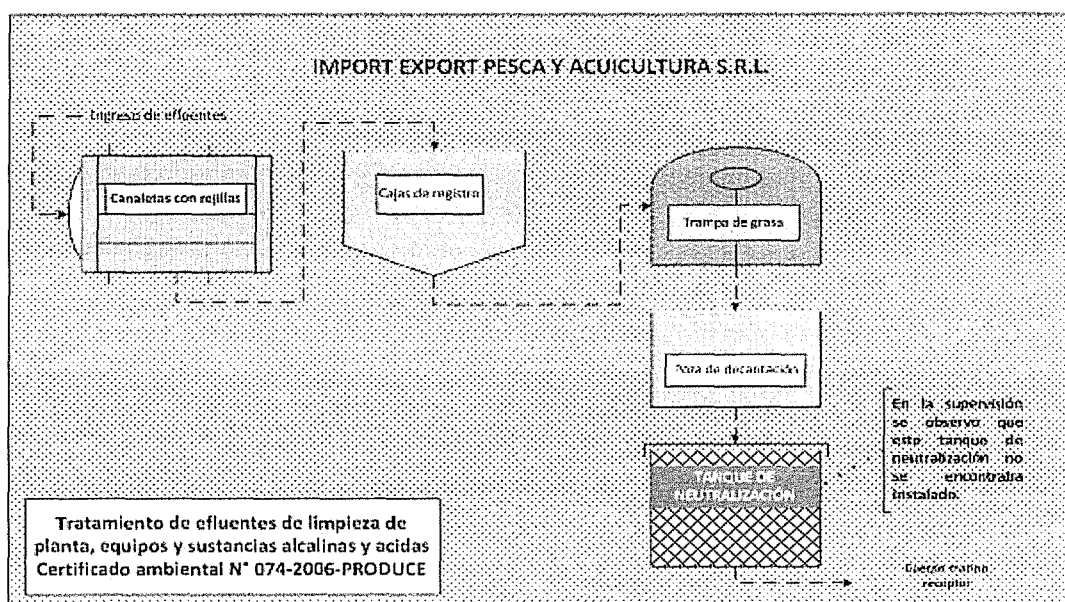 IMPORT EXPORT PESCA Y ACUICULTURA S.R.L.
Ingreso de efluentes
Canaletas con rejillas
Cajas de registro
Trampa de grasa
Poza de decantación
En la supervisión
se observo que
este tanque de
neutralización no
se encontraba
instalado.
TANQUE DE
NEUTRALIZACIÓN
Tratamiento de efluentes de limpieza de
planta, equipos y sustancias alcalinas y acidas
Certificado ambiental N° 074-2006-PRODUCE
Cuerpo marino
receptor